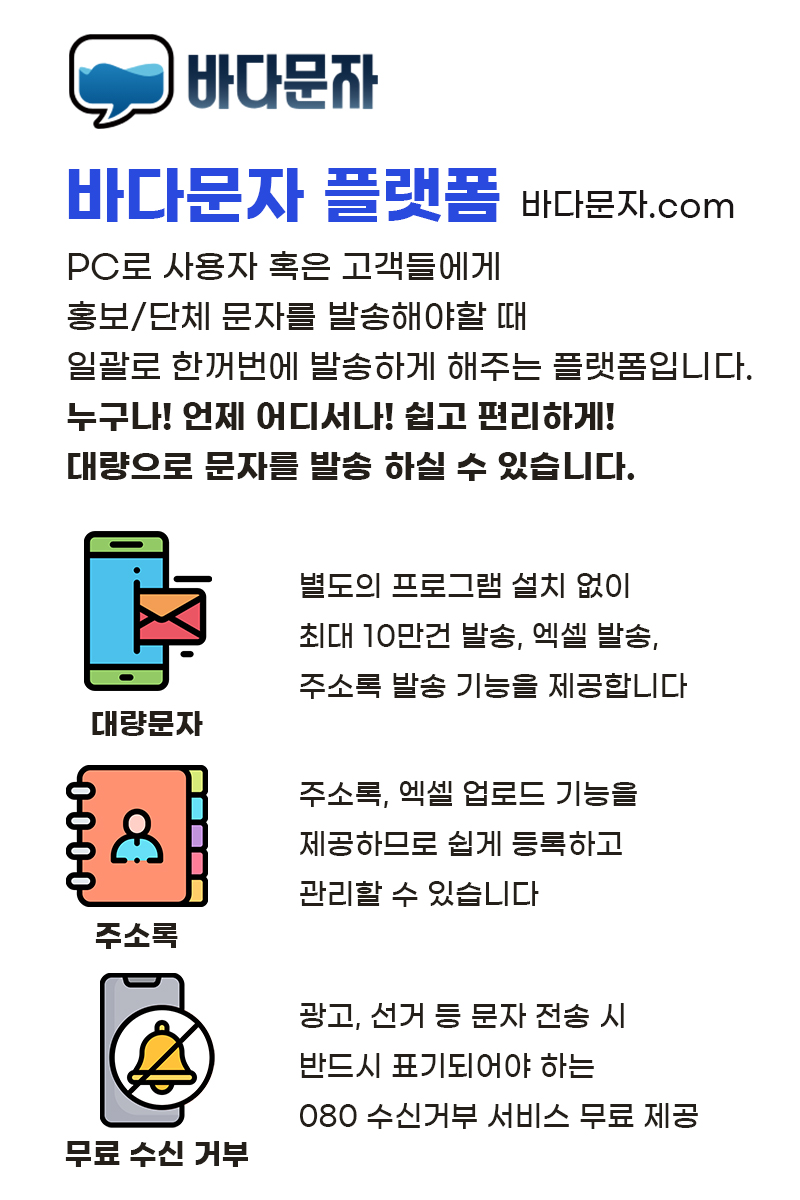 바다문자
바다문자 플랫폼 바다문자.com
PC로 사용자 혹은 고객들에게
홍보/단체 문자를 발송해야할 때
일괄로 한꺼번에 발송하게 해주는 플랫폼입니다.
누구나! 언제 어디서나! 쉽고 편리하게!
대량으로 문자를 발송 하실 수 있습니다.
별도의 프로그램 설치 없이
최대 10만건 발송, 엑셀 발송,
주소록 발송 기능을 제공합니다
대량문자
주소록, 엑셀 업로드 기능을
제공하므로 쉽게 등록하고
관리할 수 있습니다
주소록
광고, 선거 등 문자 전송 시
반드시 표기되어야 하는
080 수신거부 서비스 무료 제공
무료 수신 거부